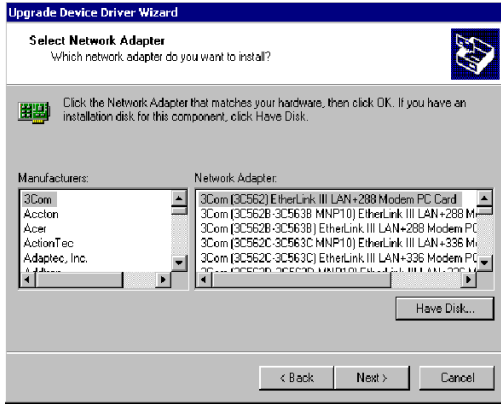 Upgrade Device Driver Wizard
Select Network Adapter
Which network adapter do you want to install?
Click the Network Adapter that matches your hardware, then click OK. If you have an
installation disk for this component, click Have Disk.
Manufacturers:
3Com
Accton
Acer
ActionTec
Adaptec, Inc.
Network Adapter:
3Com (3C562) EtherLink III LAN+288 Modem PC Card
3Com (3C562B-3C563B MNP10) EtherLink III LAN+288 M
3Com (3C562B-3C563B) EtherLink III LAN+288 Modem PC
3Com (3C562C-3C563C MNP10) EtherLink III LAN+336 M
3Com (3C562C-3C563C) EtherLink III LAN+336 Modem PC
Have Disk...
< Back
Next >
Cancel